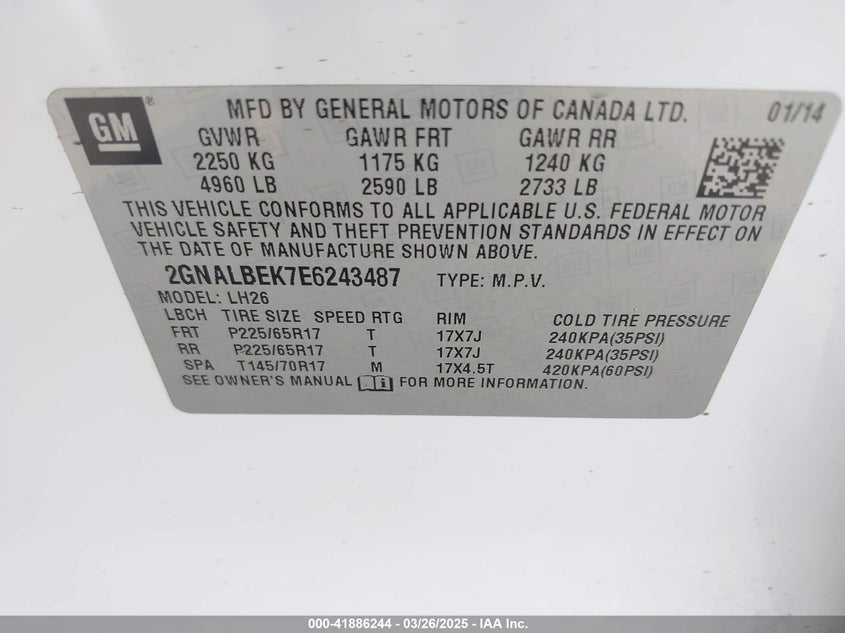 GM®
MFD BY GENERAL MOTORS OF CANADA LTD. 01/14
GVWR GAWR FRT GAWR RR
2250 KG 1175 KG 1240 KG
4960 LB 2590 LB 2733 LB
THIS VEHICLE CONFORMS TO ALL APPLICABLE U.S. FEDERAL MOTOR
VEHICLE SAFETY AND THEFT PREVENTION STANDARDS IN EFFECT ON
THE DATE OF MANUFACTURE SHOWN ABOVE.
2GNALBEK7E6243487 TYPE: M.P.V.
MODEL: LH26
LBCH TIRE SIZE SPEED RTG RIM COLD TIRE PRESSURE
FRT P225/65R17 T 17X7J 240KPA(35PSI)
RR P225/65R17 T 17X7J 240KPA(35PSI)
SPA T145/70R17 M 17X4.5T 420KPA(60PSI)
SEE OWNER'S MANUAL FOR MORE INFORMATION.
000-41886244 - 03/26/2025 - IAA Inc.